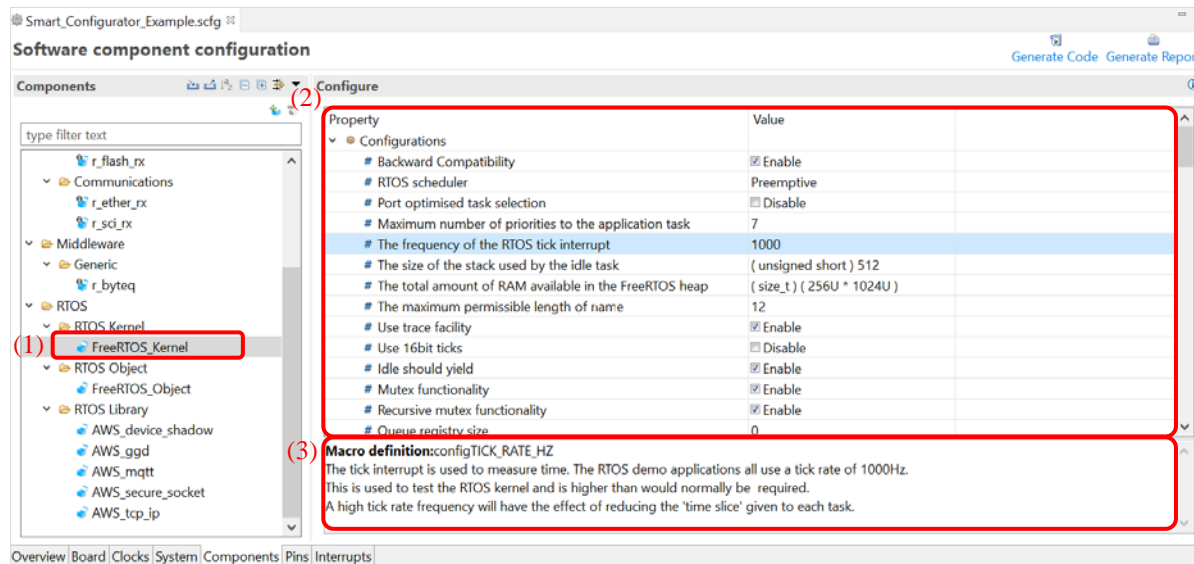 Smart_Configurator_Example.scfg
Software component configuration
Generate Code Generate Repor
Components
Configure
(2)
type filter text
r_flash_rx
Communications
r_ether_rx
r_sci_rx
Middleware
Generic
r_byteq
RTOS
RTOS Kernel
(1)
FreeRTOS_Kernel
RTOS Object
FreeRTOS_Object
RTOS Library
AWS_device_shadow
AWS_ggd
AWS_mqtt
AWS_secure_socket
AWS_tcp_ip
Property Value
Configurations
# Backward Compatibility Enable
# RTOS scheduler Preemptive
# Port optimised task selection Disable
# Maximum number of priorities to the application task 7
# The frequency of the RTOS tick interrupt 1000
# The size of the stack used by the idle task ( unsigned short ) 512
# The total amount of RAM available in the FreeRTOS heap ( size_t ) ( 256U * 1024U )
# The maximum permissible length of name 12
# Use trace facility Enable
# Use 16bit ticks Disable
# Idle should yield Enable
# Mutex functionality Enable
# Recursive mutex functionality Enable
# Queue registry size 0
(3)
Macro definition:configTICK_RATE_HZ
The tick interrupt is used to measure time. The RTOS demo applications all use a tick rate of 1000Hz.
This is used to test the RTOS kernel and is higher than would normally be required.
A high tick rate frequency will have the effect of reducing the 'time slice' given to each task.
Overview Board Clocks System Components Pins Interrupts